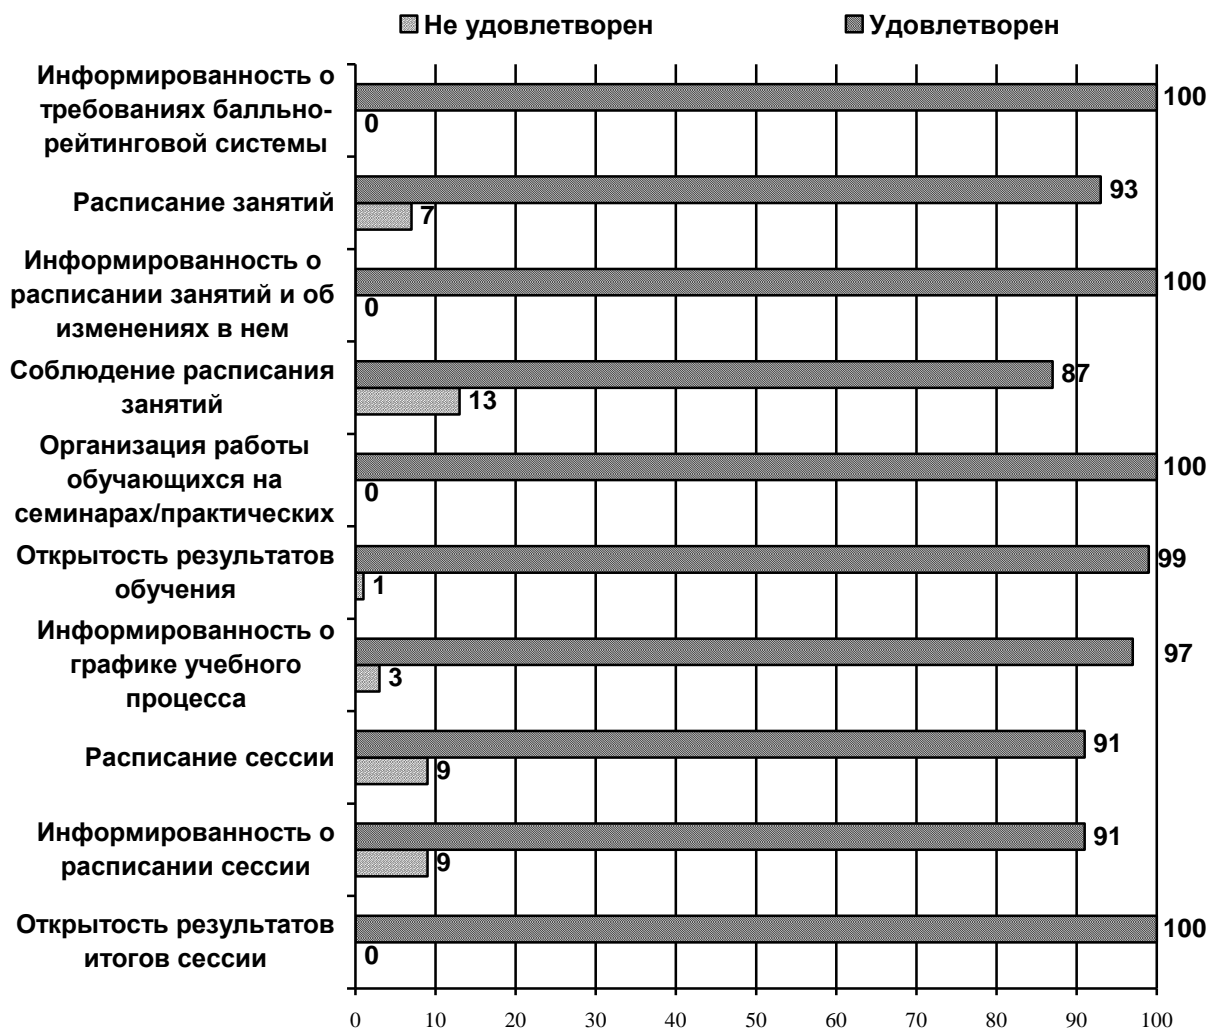 Не удовлетворен
Удовлетворен
Информированность о
требованиях балльно-
рейтинговой системы
100
0
Расписание занятий
93
7
Информированность о
расписании занятий и об
изменениях в нем
100
0
Соблюдение расписания
занятий
87
13
Организация работы
обучающихся на
семинарах/практических
100
0
Открытость результатов
обучения
99
1
Информированность о
графике учебного
процесса
97
3
Расписание сессии
91
9
Информированность о
расписании сессии
91
9
Открытость результатов
итогов сессии
100
0
0 10 20 30 40 50 60 70 80 90 100